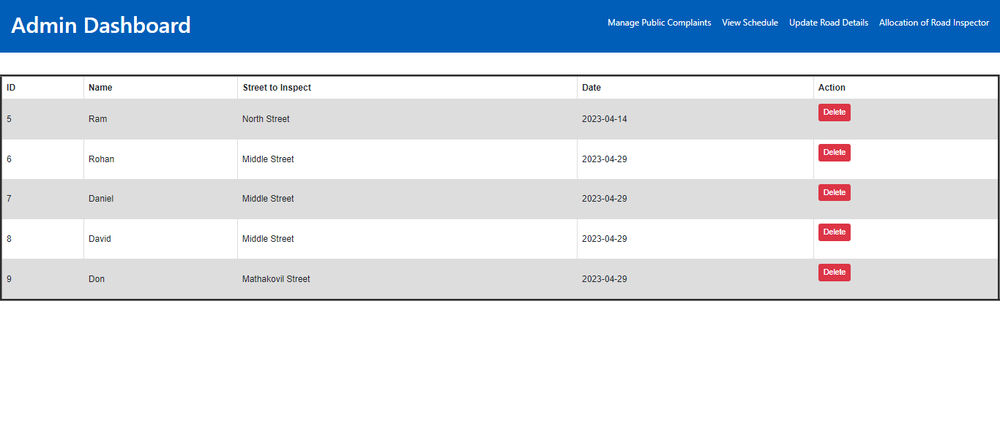 Admin Dashboard
Manage Public Complaints View Schedule Update Road Details Allocation of Road Inspector
ID Name Street to Inspect Date Action
5 Ram North Street 2023-04-14 Delete
6 Rohan Middle Street 2023-04-29 Delete
7 Daniel Middle Street 2023-04-29 Delete
8 David Middle Street 2023-04-29 Delete
9 Don Mathakovil Street 2023-04-29 Delete